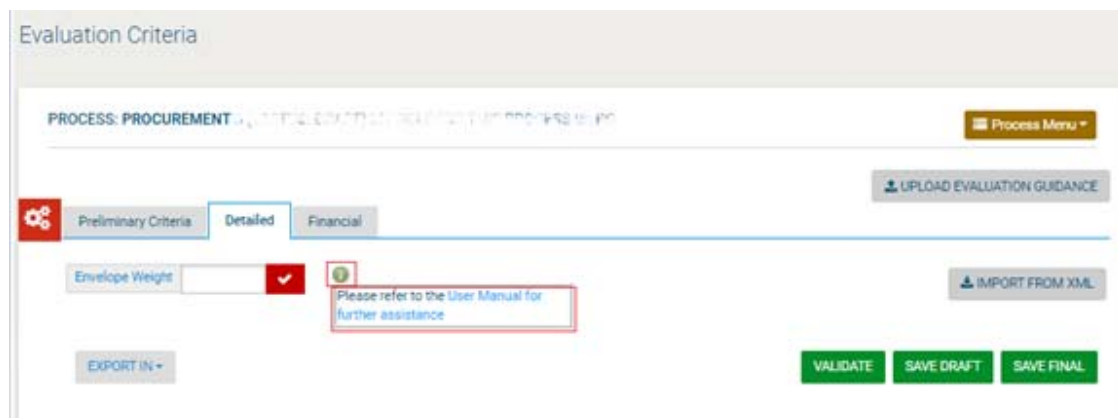 Evaluation Criteria
PROCESS: PROCUREMENT
Process Menu
UPLOAD EVALUATION GUIDANCE
Preliminary Criteria Detailed Financial
Envelope Weight
Please refer to the User Manual for
further assistance
IMPORT FROM XML
EXPORT IN
VALIDATE SAVE DRAFT SAVE FINAL